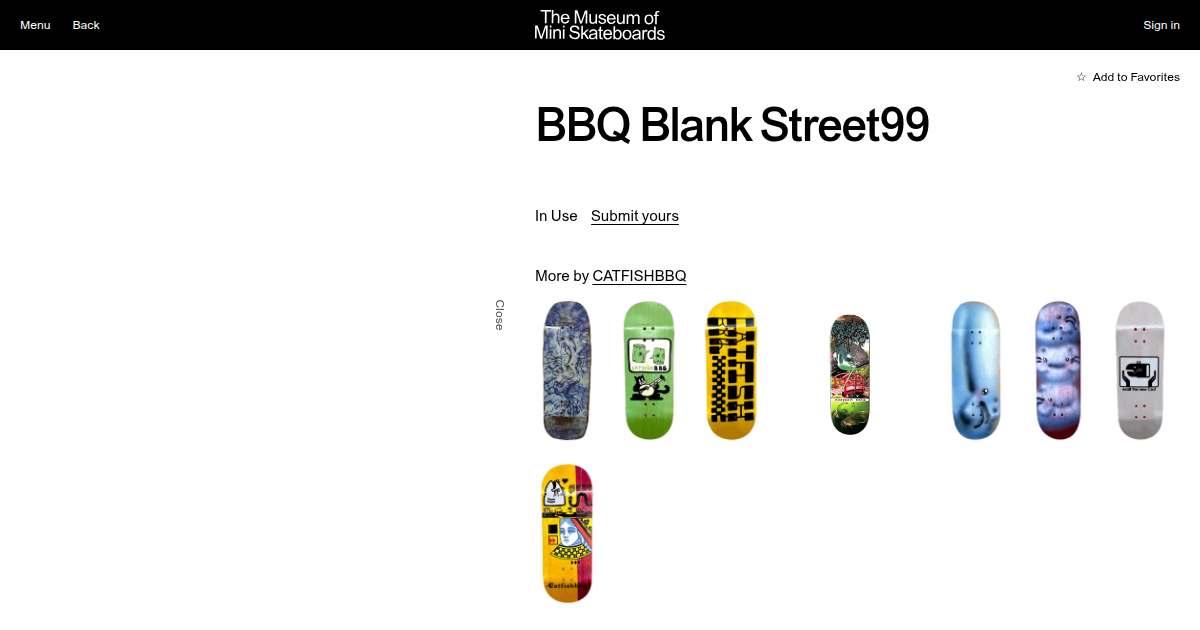 Menu
Back
The Museum of
Mini Skateboards
Sign in
☆ Add to Favorites
BBQ Blank Street99
In Use
Submit yours
More by CATFISHBBQ
Close